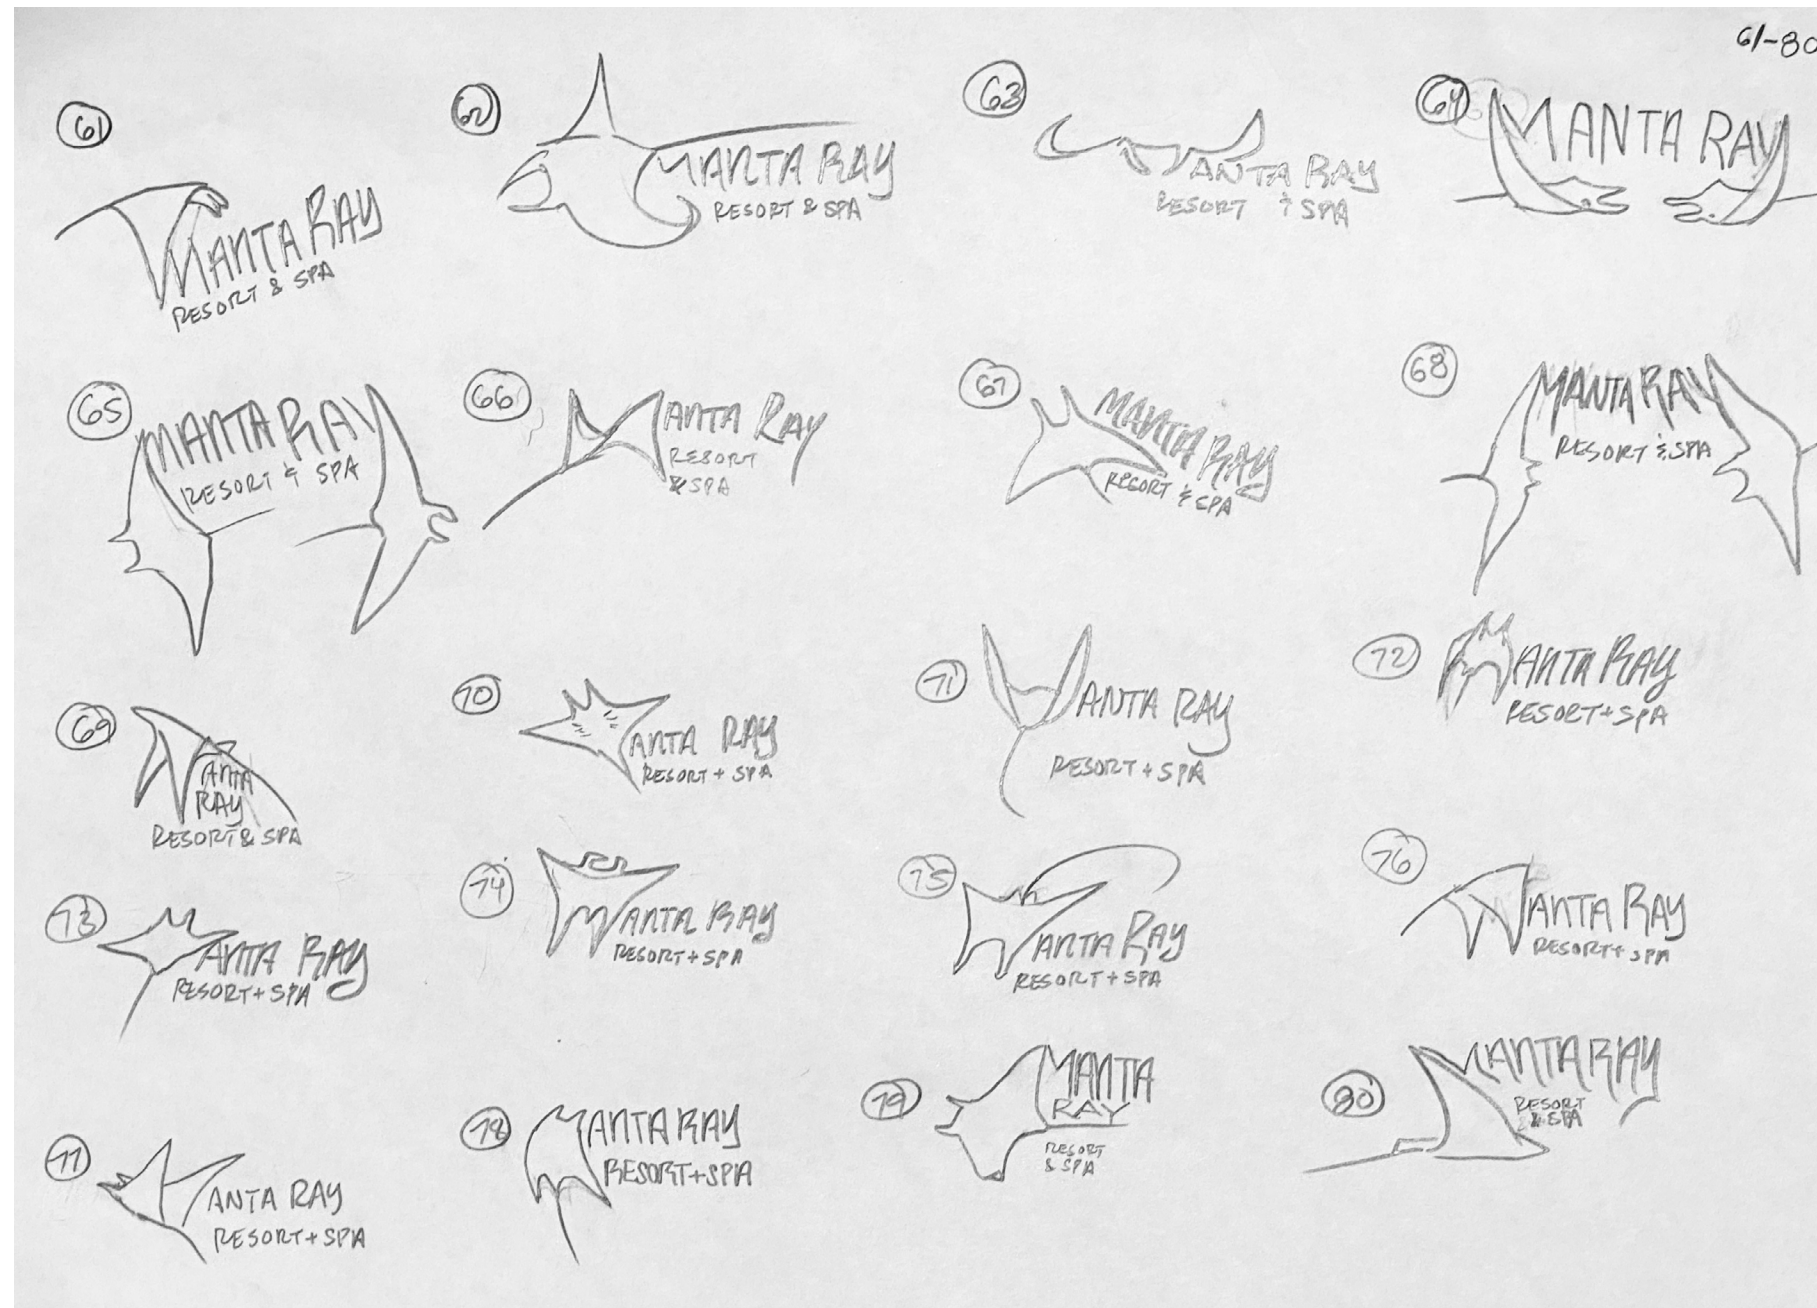 61-80
61
MANTA RAY
RESORT & SPA
62
MANTA RAY
RESORT & SPA
63
MANTA RAY
RESORT & SPA
64
MANTA RAY
65
MANTA RAY
RESORT & SPA
66
MANTA RAY
RESORT
& SPA
67
MANTA RAY
RESORT & SPA
68
MANTA RAY
RESORT & SPA
69
MANTA
RAY
RESORT & SPA
70
ANTA RAY
RESORT + SPA
71
MANTA RAY
RESORT + SPA
72
MANTA RAY
RESORT + SPA
73
MANTA RAY
RESORT + SPA
74
MANTA RAY
RESORT + SPA
75
MANTA RAY
RESORT + SPA
76
MANTA RAY
RESORT + SPA
77
MANTA RAY
RESORT + SPA
78
MANTA RAY
RESORT + SPA
79
MANTA
RAY
RESORT
& SPA
80
MANTA RAY
RESORT
& SPA